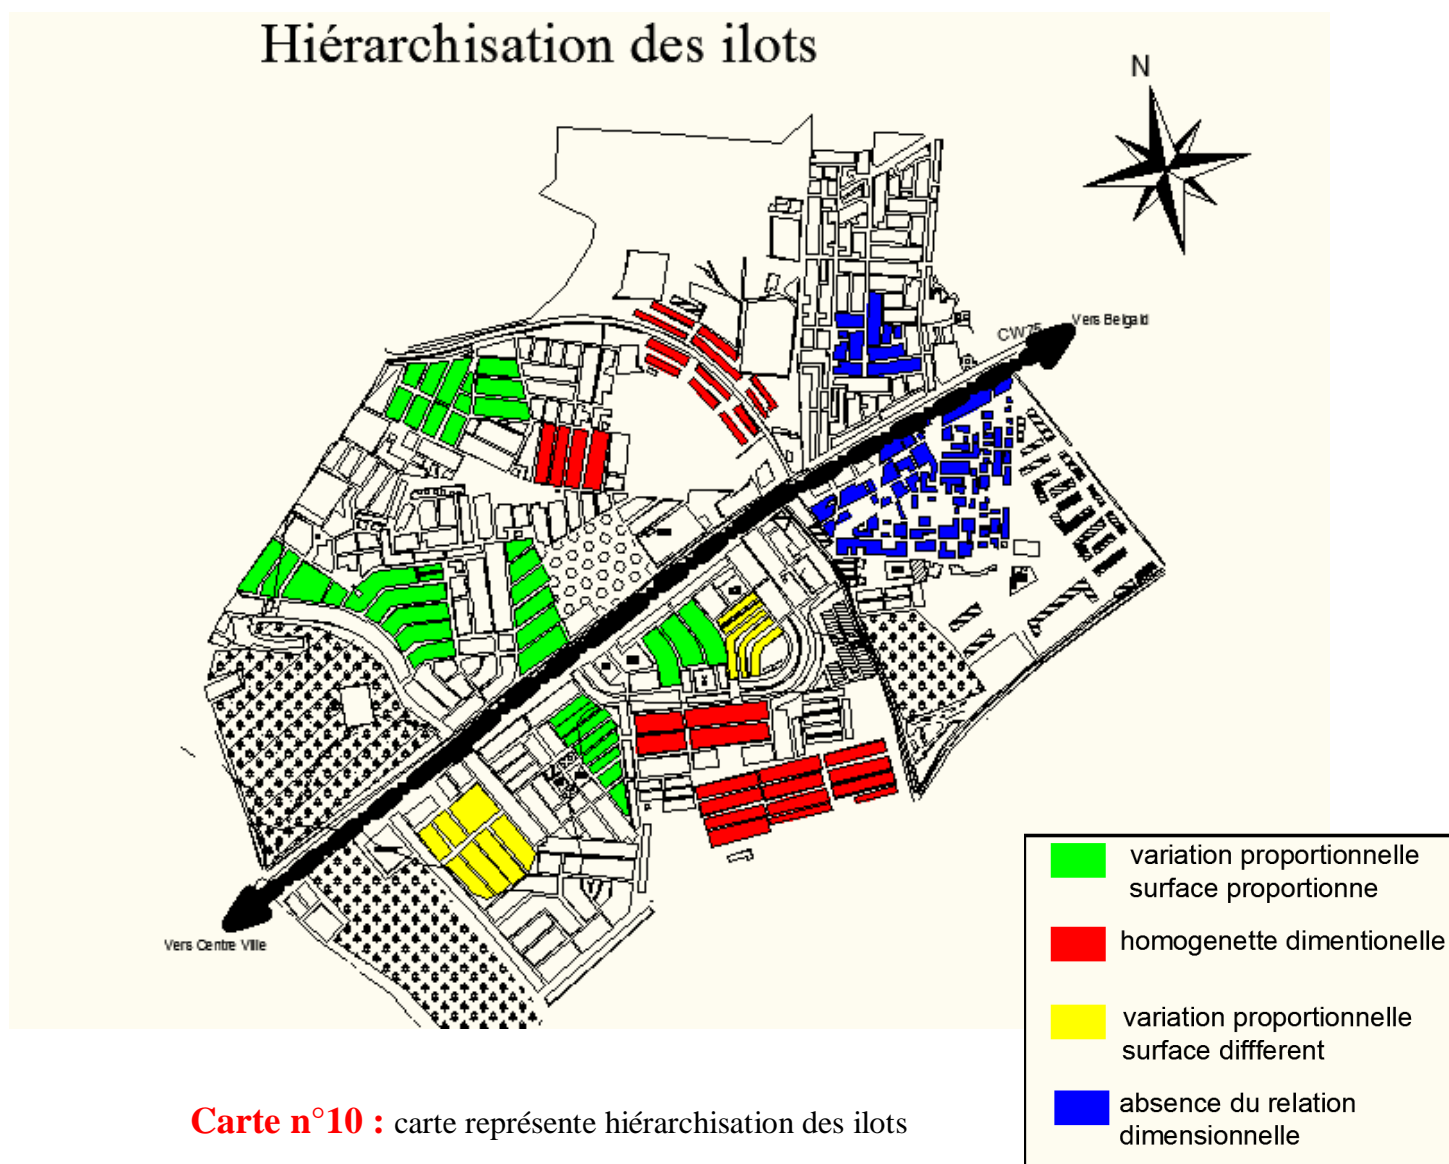 Hiérarchisation des ilots
N
CW75
Vers Belgaid
Vers Centre Ville
variation proportionnelle
surface proportionne
homogenette dimentionelle
variation proportionnelle
surface diffferent
absence du relation
dimensionnelle
Carte n°10 : carte représente hiérarchisation des ilots